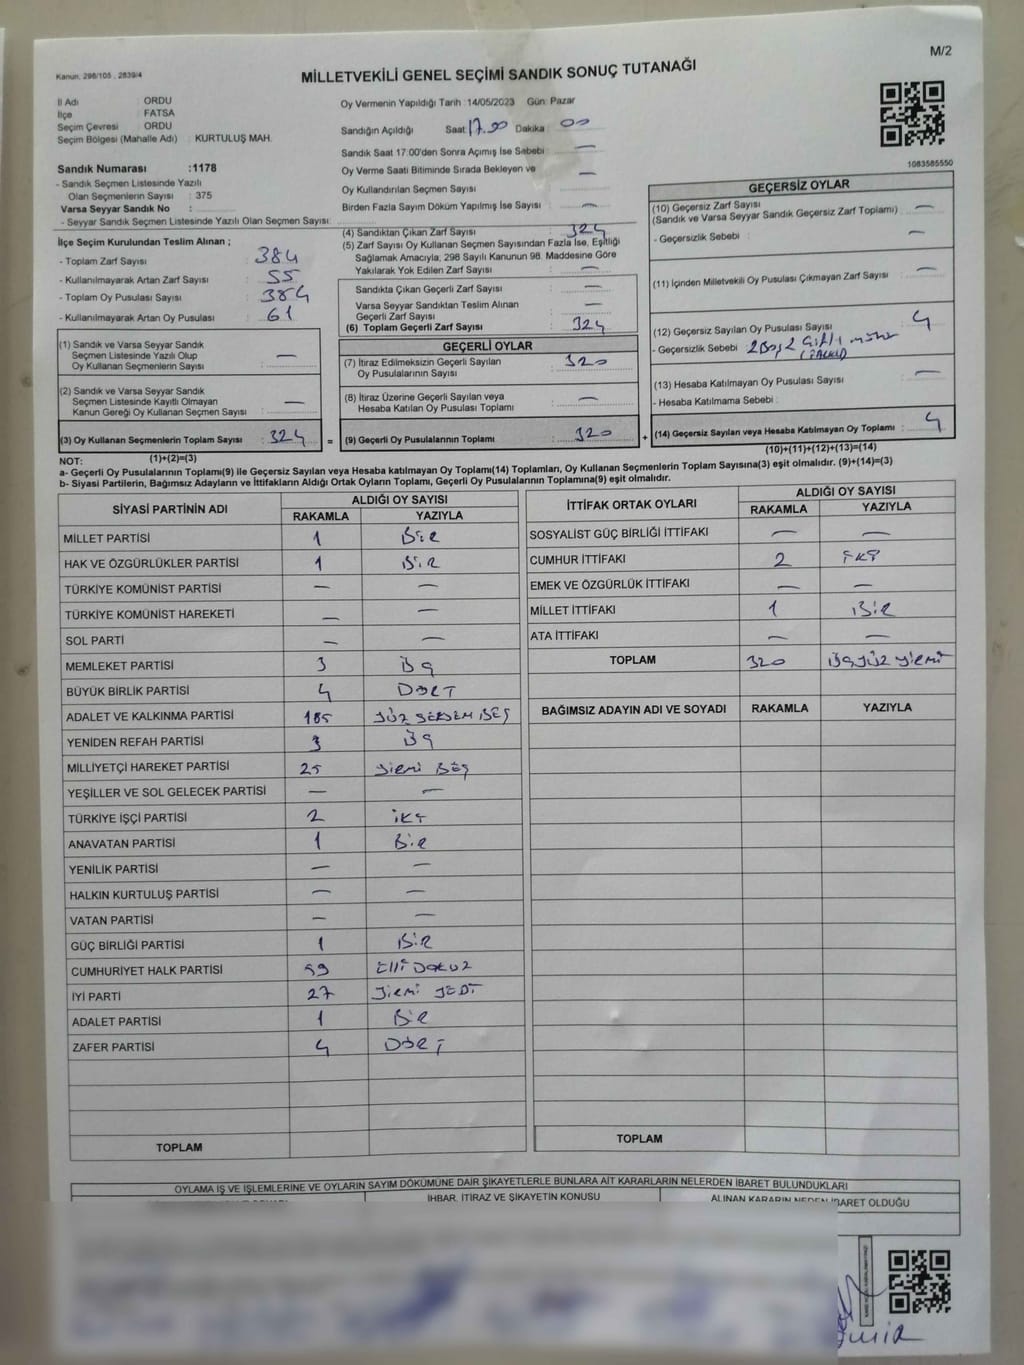 M/2
Kanun, 298/105 , 2839/4
MİLLETVEKİLİ GENEL SEÇİMİ SANDIK SONUÇ TUTANAĞI
İl Adı : ORDU
İlçe : FATSA
Seçim Çevresi : ORDU
Seçim Bölgesi (Mahalle Adı) : KURTULUŞ MAH.
Sandık Numarası :1178
- Sandık Seçmen Listesinde Yazılı
Olan Seçmenlerin Sayısı : 375
Varsa Seyyar Sandık No :
- Seyyar Sandık Seçmen Listesinde Yazılı Olan Seçmen Sayısı:
Oy Vermenin Yapıldığı Tarih :14/05/2023 Gün: Pazar
Sandığın Açıldığı Saat 17.00 Dakika : 00
Sandık Saat 17:00'den Sonra Açımış İse Sebebi : —
Oy Verme Saati Bitiminde Sırada Bekleyen ve
Oy Kullandırılan Seçmen Sayısı : —
Birden Fazla Sayım Döküm Yapılmış İse Sayısı : —
1083585550
İlçe Seçim Kurulundan Teslim Alınan ;
- Toplam Zarf Sayısı : 384
- Kullanılmayarak Artan Zarf Sayısı : 55
- Toplam Oy Pusulası Sayısı : 384
- Kullanılmayarak Artan Oy Pusulası : 61
(1) Sandık ve Varsa Seyyar Sandık
Seçmen Listesinde Yazılı Olup
Oy Kullanan Seçmenlerin Sayısı : —
(2) Sandık ve Varsa Seyyar Sandık
Seçmen Listesinde Kayıtlı Olmayan
Kanun Gereği Oy Kullanan Seçmen Sayısı : —
(3) Oy Kullanan Seçmenlerin Toplam Sayısı : 324
(1)+(2)=(3)
(4) Sandıktan Çıkan Zarf Sayısı : 324
(5) Zarf Sayısı Oy Kullanan Seçmen Sayısından Fazla İse, Eşitliği
Sağlamak Amacıyla, 298 Sayılı Kanunun 98. Maddesine Göre
Yakılarak Yok Edilen Zarf Sayısı : —
Sandıkta Çıkan Geçerli Zarf Sayısı : —
Varsa Seyyar Sandıktan Teslim Alınan
Geçerli Zarf Sayısı : —
(6) Toplam Geçerli Zarf Sayısı : 324
GEÇERLİ OYLAR
(7) İtiraz Edilmeksizin Geçerli Sayılan
Oy Pusulalarının Sayısı : 320
(8) İtiraz Üzerine Geçerli Sayılan veya
Hesaba Katılan Oy Pusulası Toplamı : —
= (9) Geçerli Oy Pusulalarının Toplamı : 320 +
GEÇERSİZ OYLAR
(10) Geçersiz Zarf Sayısı : —
(Sandık ve Varsa Seyyar Sandık Geçersiz Zarf Toplamı)
- Geçersizlik Sebebi : —
(11) İçinden Milletvekili Oy Pusulası Çıkmayan Zarf Sayısı : —
(12) Geçersiz Sayılan Oy Pusulası Sayısı : 4
- Geçersizlik Sebebi : 2 Boş 2 Çift
(13) Hesaba Katılmayan Oy Pusulası Sayısı : —
- Hesaba Katılmama Sebebi :
(14) Geçersiz Sayılan veya Hesaba Katılmayan Oy Toplamı : 4
(10)+(11)+(12)+(13)=(14)
NOT:
a- Geçerli Oy Pusulalarının Toplamı(9) ile Geçersiz Sayılan veya Hesaba katılmayan Oy Toplamı(14) Toplamları, Oy Kullanan Seçmenlerin Toplam Sayısına(3) eşit olmalıdır. (9)+(14)=(3)
b- Siyasi Partilerin, Bağımsız Adayların ve İttifakların Aldığı Ortak Oyların Toplamı, Geçerli Oy Pusulalarının Toplamına(9) eşit olmalıdır.
SİYASİ PARTİNİN ADI ALDIĞI OY SAYISI
RAKAMLA YAZIYLA
MİLLET PARTİSİ 1 BİR
HAK VE ÖZGÜRLÜKLER PARTİSİ 1 BİR
TÜRKİYE KOMÜNİST PARTİSİ — —
TÜRKİYE KOMÜNİST HAREKETİ — —
SOL PARTİ — —
MEMLEKET PARTİSİ 3 ÜÇ
BÜYÜK BİRLİK PARTİSİ 4 DÖRT
ADALET VE KALKINMA PARTİSİ 185 YÜZ SEKSEN BEŞ
YENİDEN REFAH PARTİSİ 3 ÜÇ
MİLLİYETÇİ HAREKET PARTİSİ 25 YİRMİ BEŞ
YEŞİLLER VE SOL GELECEK PARTİSİ — —
TÜRKİYE İŞÇİ PARTİSİ 2 İKİ
ANAVATAN PARTİSİ 1 BİR
YENİLİK PARTİSİ — —
HALKIN KURTULUŞ PARTİSİ — —
VATAN PARTİSİ — —
GÜÇ BİRLİĞİ PARTİSİ 1 BİR
CUMHURİYET HALK PARTİSİ 59 ELLİ DOKUZ
İYİ PARTİ 27 YİRMİ YEDİ
ADALET PARTİSİ 1 BİR
ZAFER PARTİSİ 4 DÖRT
TOPLAM
İTTİFAK ORTAK OYLARI ALDIĞI OY SAYISI
RAKAMLA YAZIYLA
SOSYALİST GÜÇ BİRLİĞİ İTTİFAKI — —
CUMHUR İTTİFAKI 2 İKİ
EMEK VE ÖZGÜRLÜK İTTİFAKI — —
MİLLET İTTİFAKI 1 BİR
ATA İTTİFAKI — —
TOPLAM 320 ÜÇYÜZ YİRMİ
BAĞIMSIZ ADAYIN ADI VE SOYADI RAKAMLA YAZIYLA
TOPLAM
OYLAMA İŞ VE İŞLEMLERİNE VE OYLARIN SAYIM DÖKÜMÜNE DAİR ŞİKAYETLERLE BUNLARA AİT KARARLARIN NELERDEN İBARET BULUNDUKLARI
İHBAR, İTİRAZ VE ŞİKAYETİN KONUSU
ALINAN KARARIN NEDEN İBARET OLDUĞU